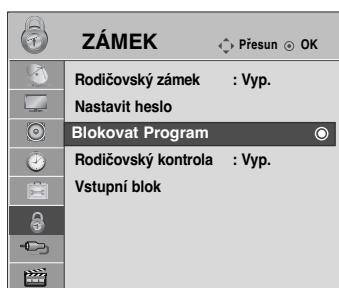 ZÁMEK
Přesun OK
Rodičovský zámek : Vyp.
Nastavit heslo
Blokovat Program
Rodičovský kontrola : Vyp.
Vstupní blok